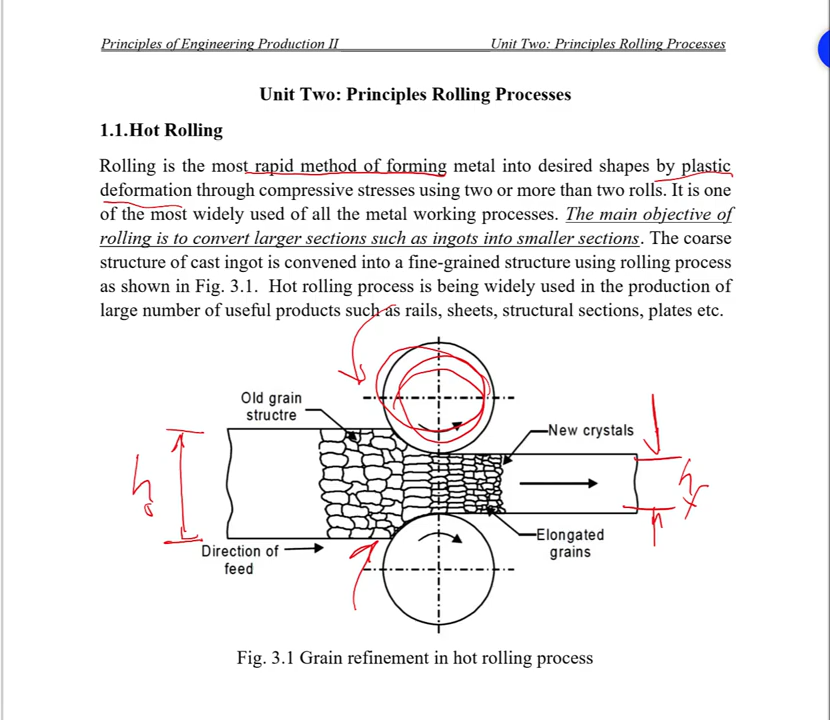 Principles of Engineering Production II Unit Two: Principles Rolling Processes
Unit Two: Principles Rolling Processes
1.1.Hot Rolling
Rolling is the most rapid method of forming metal into desired shapes by plastic
deformation through compressive stresses using two or more than two rolls. It is one
of the most widely used of all the metal working processes. The main objective of
rolling is to convert larger sections such as ingots into smaller sections. The coarse
structure of cast ingot is convened into a fine-grained structure using rolling process
as shown in Fig. 3.1. Hot rolling process is being widely used in the production of
large number of useful products such as rails, sheets, structural sections, plates etc.
Old grain
structre
New crystals
h₀
h_f
Elongated
grains
Direction of
feed
Fig. 3.1 Grain refinement in hot rolling process